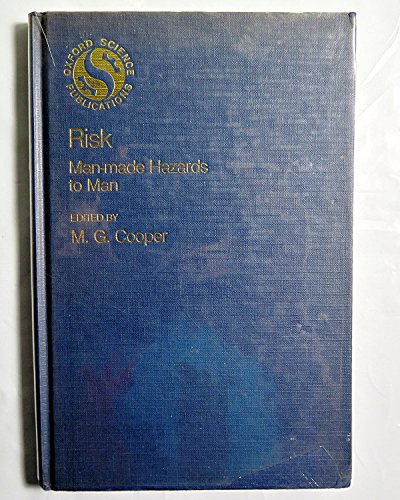 OXFORD SCIENCE
PUBLICATIONS
Risk
Man-made Hazards
to Man
EDITED BY
M. G. Cooper